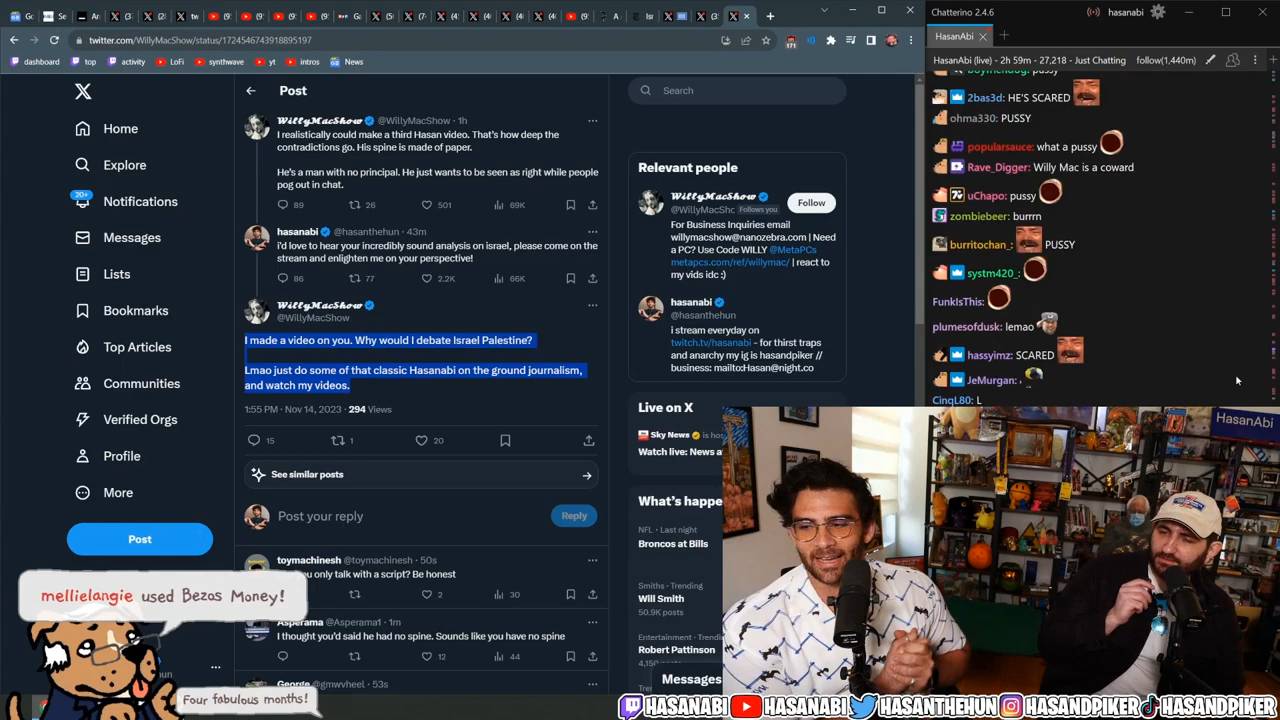 twitter.com/WillyMacShow/status/1724546743918895197
171
dashboard
top
activity
LoFi
synthwave
yt
intros
News
Home
Explore
20+
Notifications
Messages
Lists
Bookmarks
Top Articles
Communities
Verified Orgs
Profile
More
Post
Post
WillyMacShow @WillyMacShow · 1h
I realistically could make a third Hasan video. That's how deep the
contradictions go. His spine is made of paper.
He's a man with no principal. He just wants to be seen as right while people
pog out in chat.
89 26 501 69K
hasanabi @hasanthehun · 43m
i'd love to hear your incredibly sound analysis on israel, please come on the
stream and enlighten me on your perspective!
86 77 2.2K 66K
WillyMacShow
@WillyMacShow
I made a video on you. Why would I debate Israel Palestine?
Lmao just do some of that classic Hasanabi on the ground journalism,
and watch my videos.
1:55 PM · Nov 14, 2023 · 294 Views
15 1 20
See similar posts
Post your reply
Reply
toymachinesh @toymachinesh · 50s
you only talk with a script? Be honest
2 30
Asperama @Asperama1 · 1m
I thought you'd said he had no spine. Sounds like you have no spine
12 44
George @gmwvheel · 53s
Search
Relevant people
WillyMacShow
@WillyMacShc Follows you
Follow
For Business Inquiries email
willymacshow@nanozebra.com | Need
a PC? Use Code WILLY @MetaPCs
metapcs.com/ref/willymac/ | react to
my vids idc :)
hasanabi
@hasanthehun
i stream everyday on
twitch.tv/hasanabi - for thirst traps
and anarchy my ig is hasandpiker //
business: mailto:Hasan@night.co
Live on X
Sky News is hos
Watch live: News a
What's happe
NFL · Last night
Broncos at Bills
Smiths · Trending
Will Smith
50.9K posts
Entertainment · Trending
Robert Pattinson
Messages
Chatterino 2.4.6
hasanabi
HasanAbi
HasanAbi (live) - 2h 59m - 27,218 - Just Chatting
follow(1,440m)
2bas3d: HE'S SCARED
ohma330: PUSSY
popularsauce: what a pussy
Rave_Digger: Willy Mac is a coward
uChapo: pussy
zombiebeer: burrrn
burritochan_: PUSSY
systm420_:
FunkIsThis:
plumesofdusk: lemao
hassyimz: SCARED
JeMurgan: ,
CinqL80: L
HasanAbi
mellielangie used Bezos Money!
Four fabulous months!
HASANABI HASANABI HASANTHEHUN HASANDPIKER HASANDPIKER